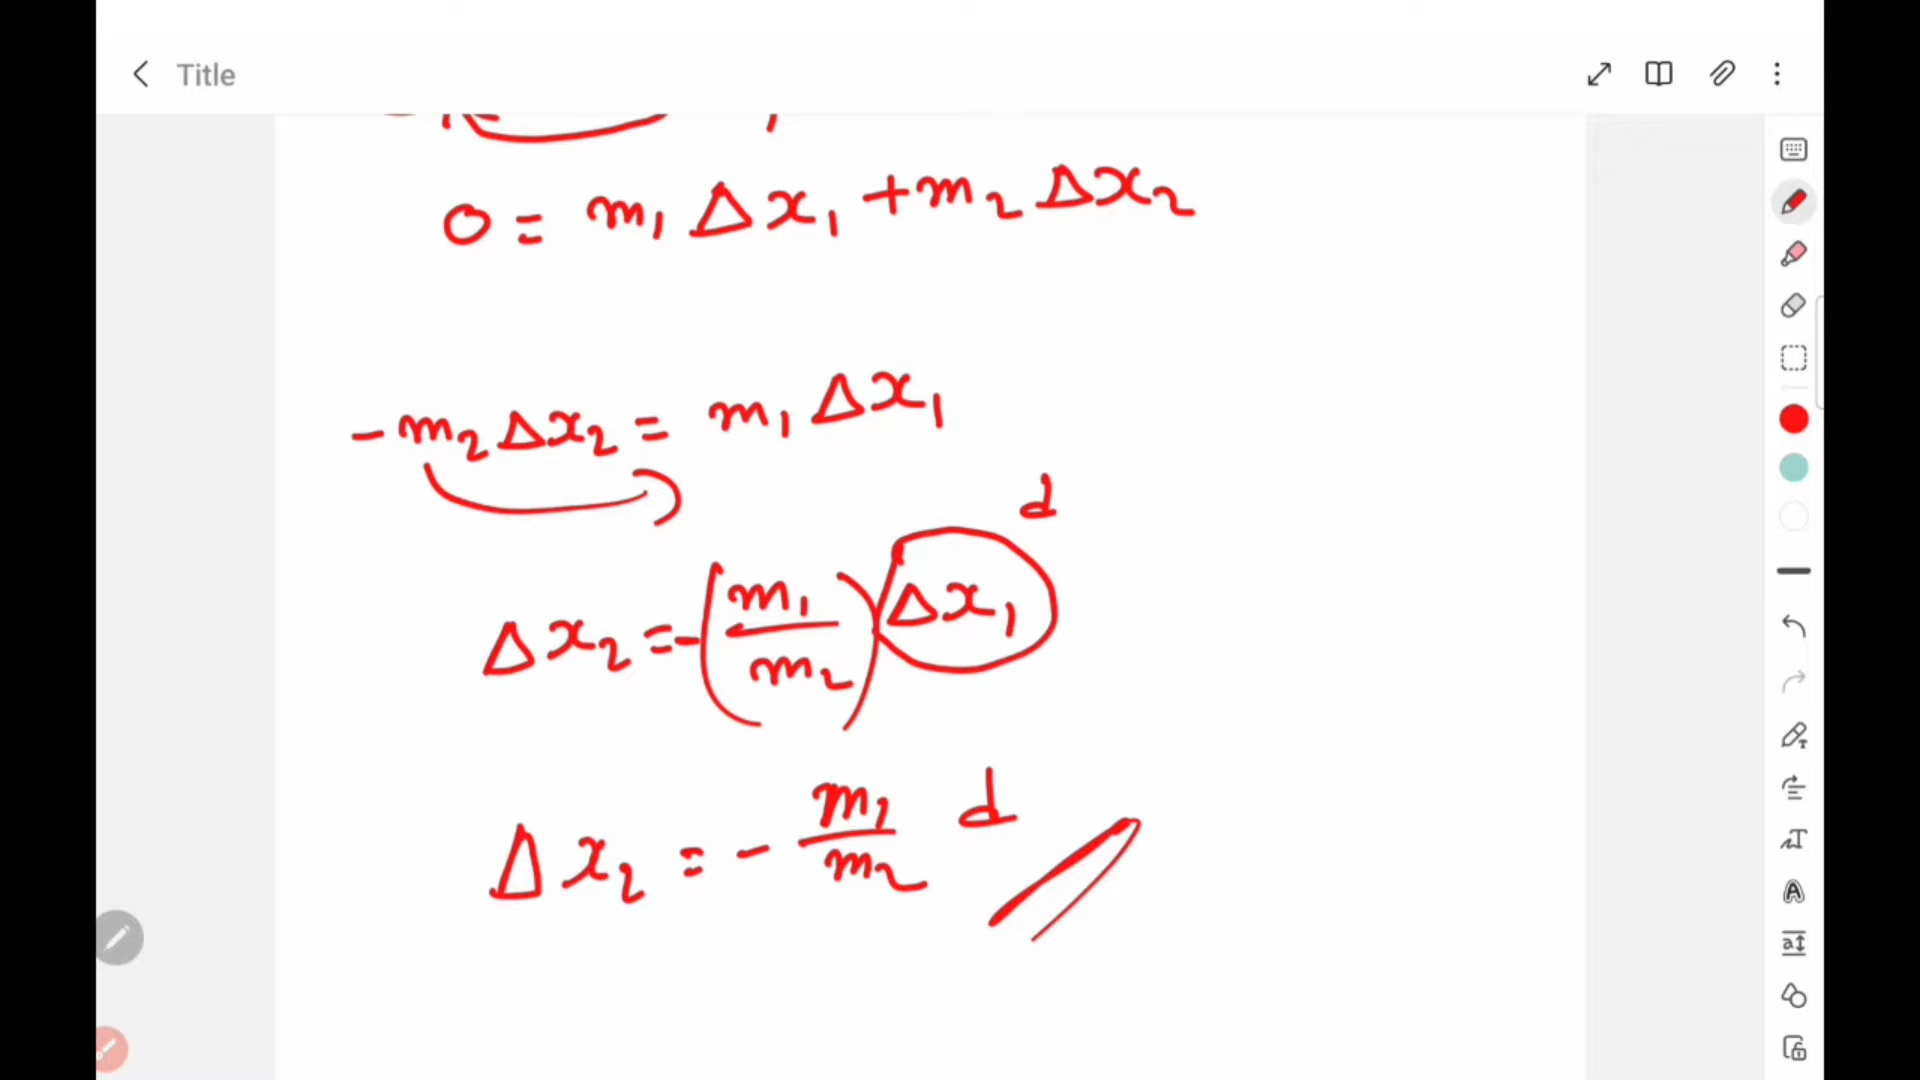 Title
0 = m₁ Δx₁ + m₂ Δx₂
- m₂ Δx₂ = m₁ Δx₁
d
Δx₂ = - (m₁/m₂) Δx₁
Δx₂ = - m₁/m₂ d